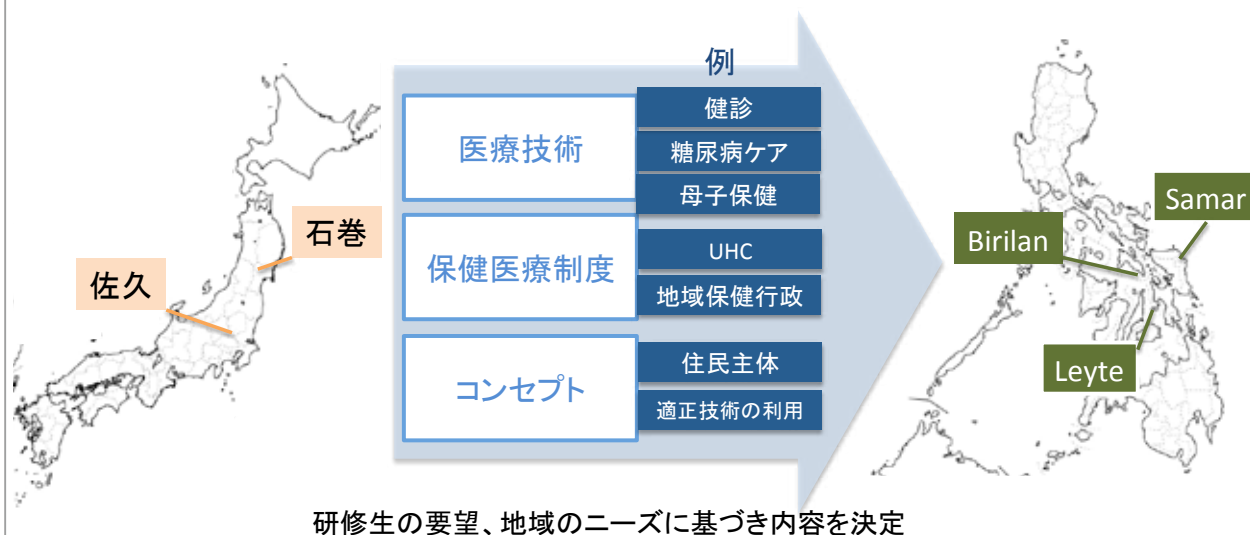 例
石巻
佐久
医療技術
健診
糖尿病ケア
母子保健
保健医療制度
UHC
地域保健行政
コンセプト
住民主体
適正技術の利用
Samar
Birilan
Leyte
研修生の要望、地域のニーズに基づき内容を決定